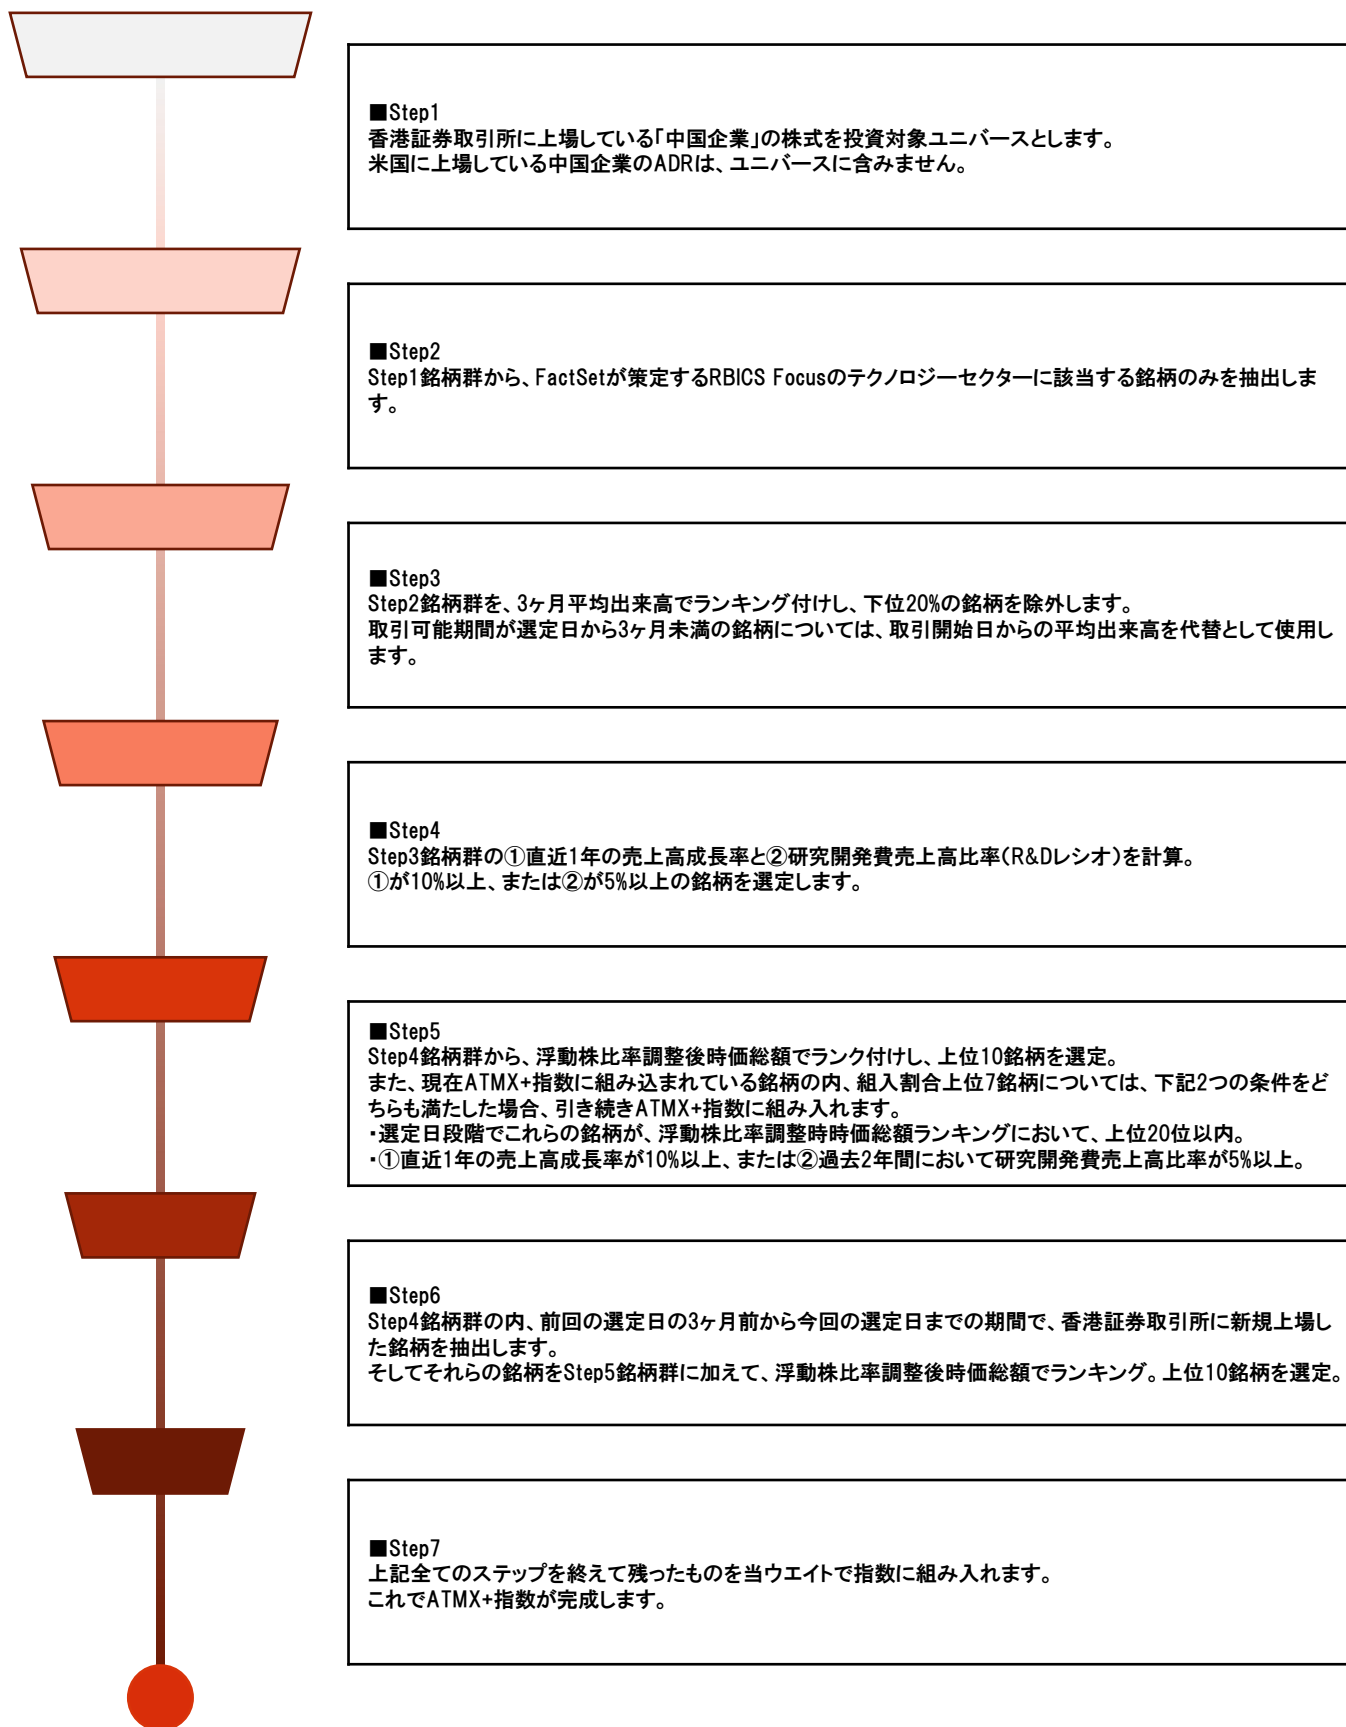 ■Step1
香港証券取引所に上場している「中国企業」の株式を投資対象ユニバースとします。
米国に上場している中国企業のADRは、ユニバースに含みません。
■Step2
Step1銘柄群から、FactSetが策定するRBICS Focusのテクノロジーセクターに該当する銘柄のみを抽出しま
す。
■Step3
Step2銘柄群を、3ヶ月平均出来高でランキング付けし、下位20%の銘柄を除外します。
取引可能期間が選定日から3ヶ月未満の銘柄については、取引開始日からの平均出来高を代替として使用し
ます。
■Step4
Step3銘柄群の①直近1年の売上高成長率と②研究開発費売上高比率(R&Dレシオ)を計算。
①が10%以上、または②が5%以上の銘柄を選定します。
■Step5
Step4銘柄群から、浮動株比率調整後時価総額でランク付けし、上位10銘柄を選定。
また、現在ATMX+指数に組み込まれている銘柄の内、組入割合上位7銘柄については、下記2つの条件をど
ちらも満たした場合、引き続きATMX+指数に組み入れます。
・選定日段階でこれらの銘柄が、浮動株比率調整時時価総額ランキングにおいて、上位20位以内。
・①直近1年の売上高成長率が10%以上、または②過去2年間において研究開発費売上高比率が5%以上。
■Step6
Step4銘柄群の内、前回の選定日の3ヶ月前から今回の選定日までの期間で、香港証券取引所に新規上場し
た銘柄を抽出します。
そしてそれらの銘柄をStep5銘柄群に加えて、浮動株比率調整後時価総額でランキング。上位10銘柄を選定。
■Step7
上記全てのステップを終えて残ったものを当ウエイトで指数に組み入れます。
これでATMX+指数が完成します。